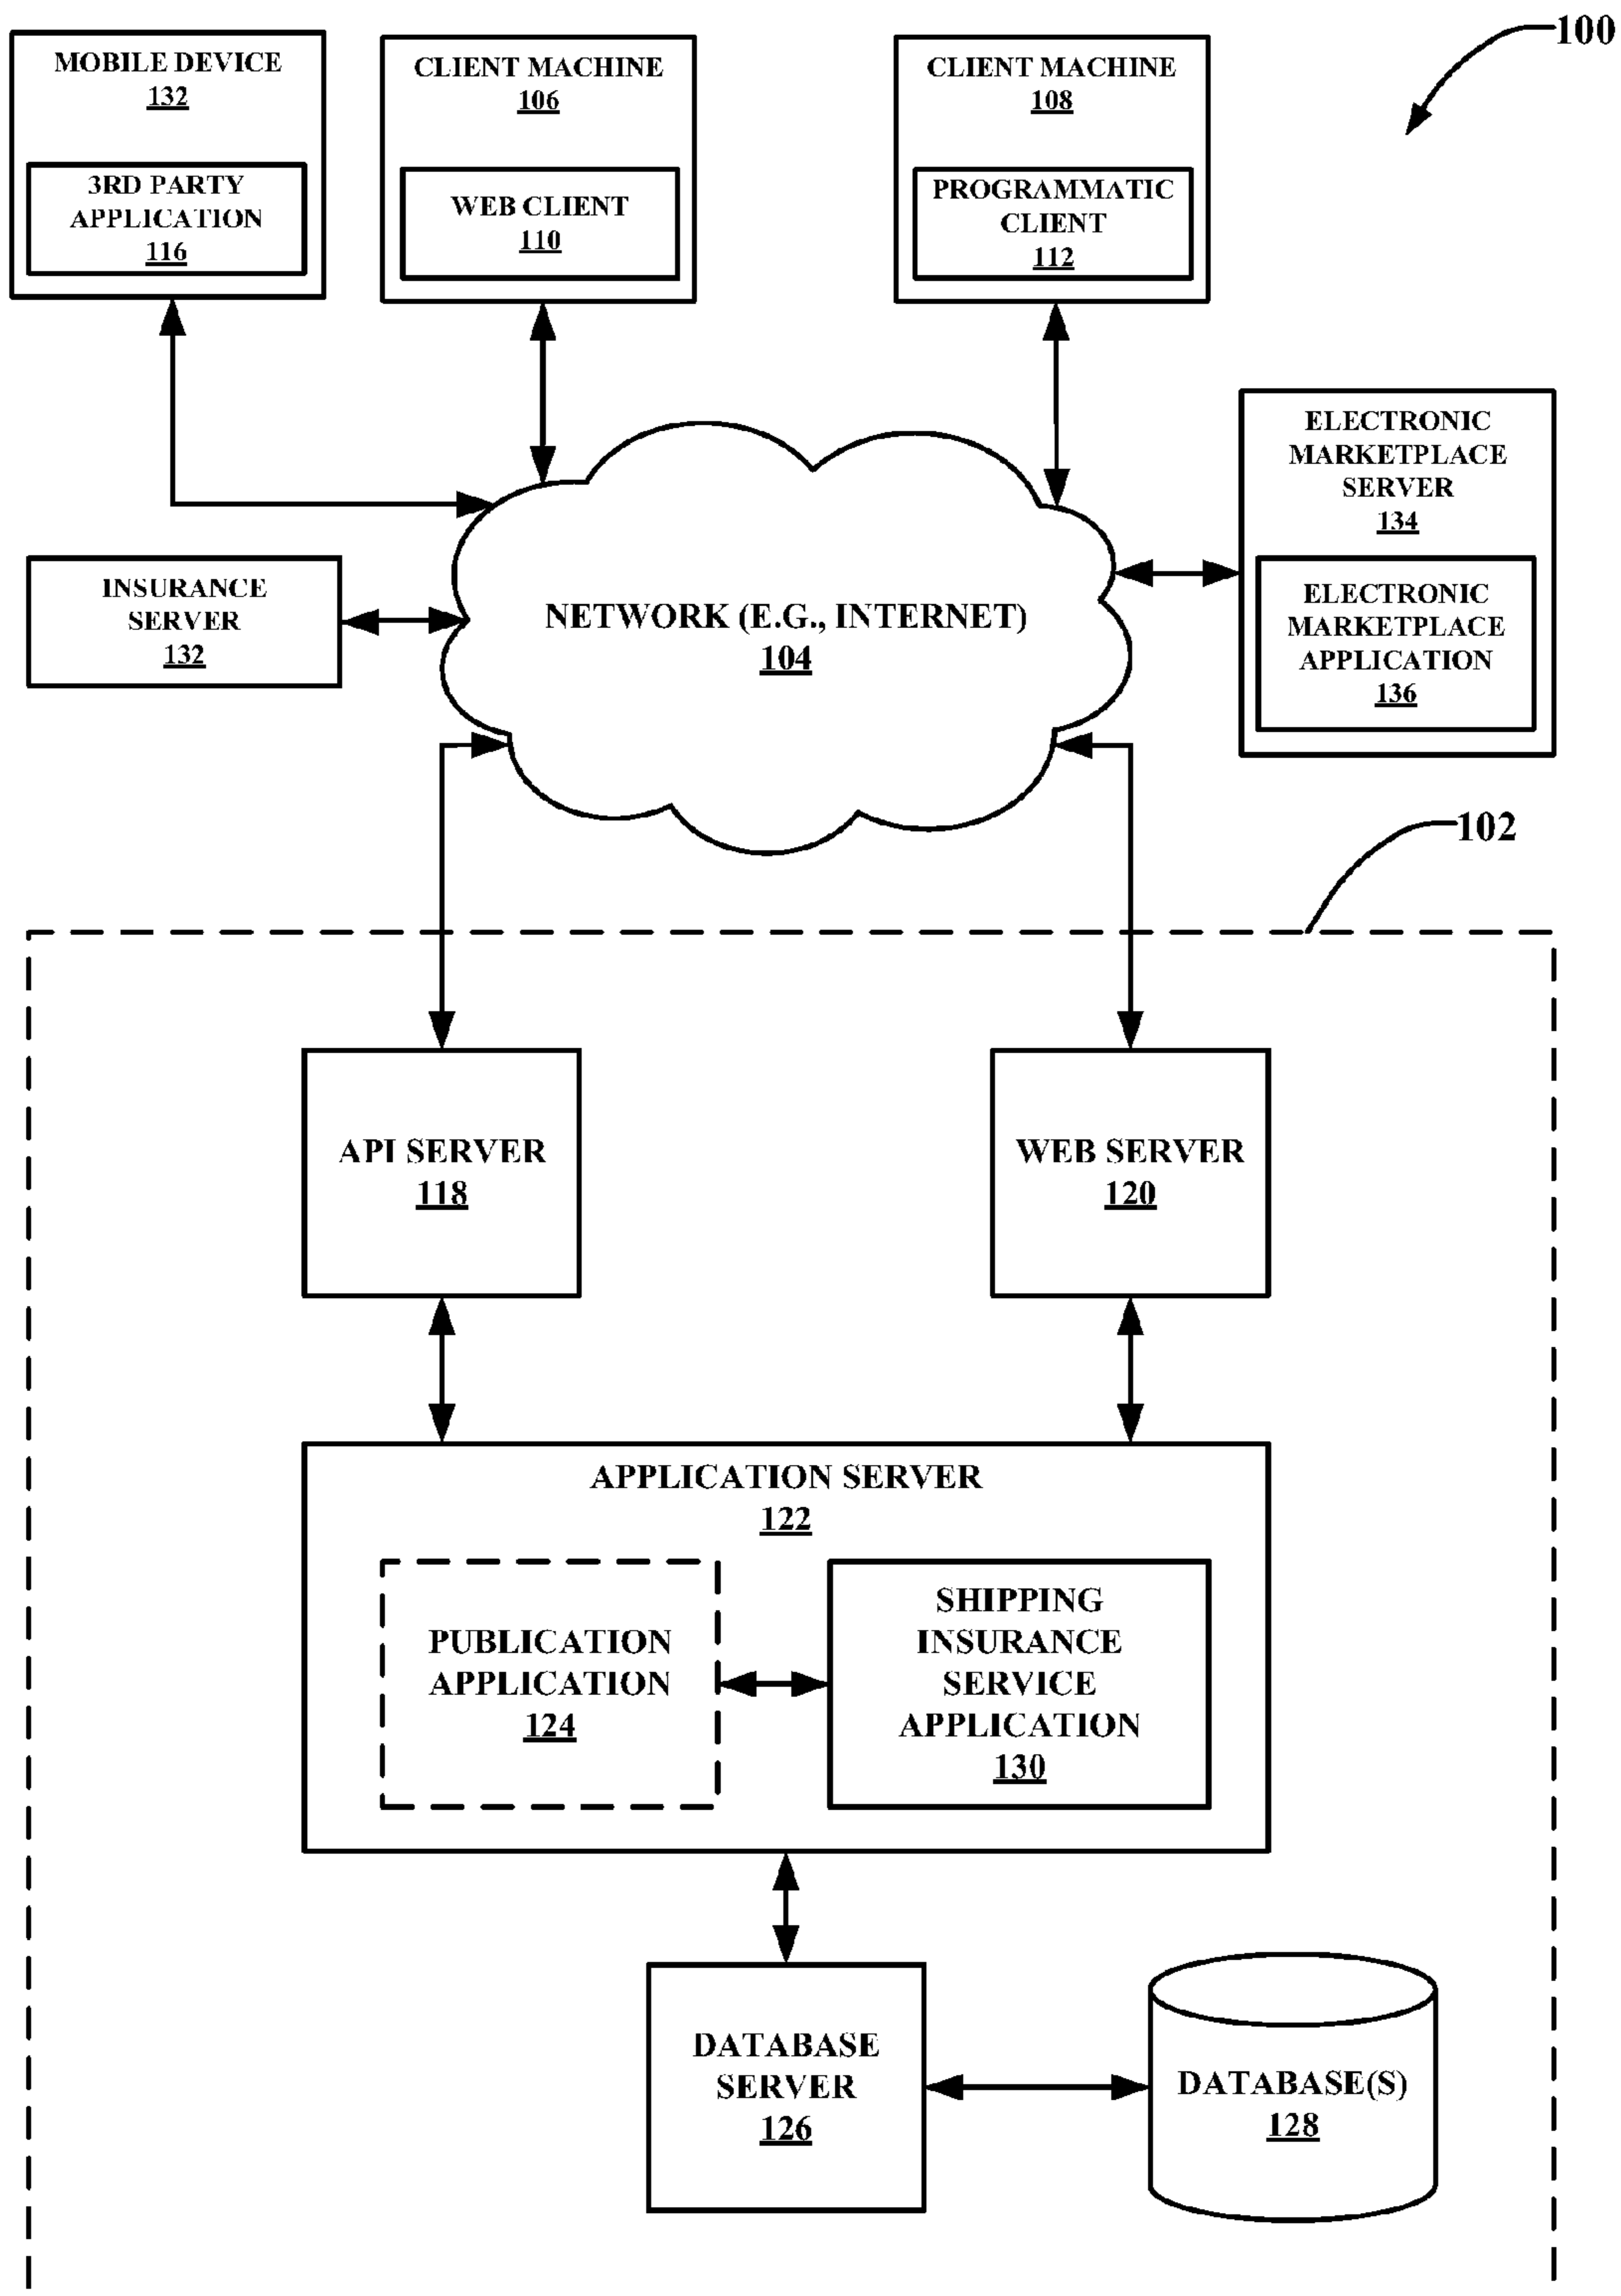 100
MOBILE DEVICE
132
3RD PARTY
APPLICATION
116
CLIENT MACHINE
106
WEB CLIENT
110
CLIENT MACHINE
108
PROGRAMMATIC
CLIENT
112
ELECTRONIC
MARKETPLACE
SERVER
134
ELECTRONIC
MARKETPLACE
APPLICATION
136
INSURANCE
SERVER
132
NETWORK (E.G., INTERNET)
104
102
API SERVER
118
WEB SERVER
120
APPLICATION SERVER
122
PUBLICATION
APPLICATION
124
SHIPPING
INSURANCE
SERVICE
APPLICATION
130
DATABASE
SERVER
126
DATABASE(S)
128